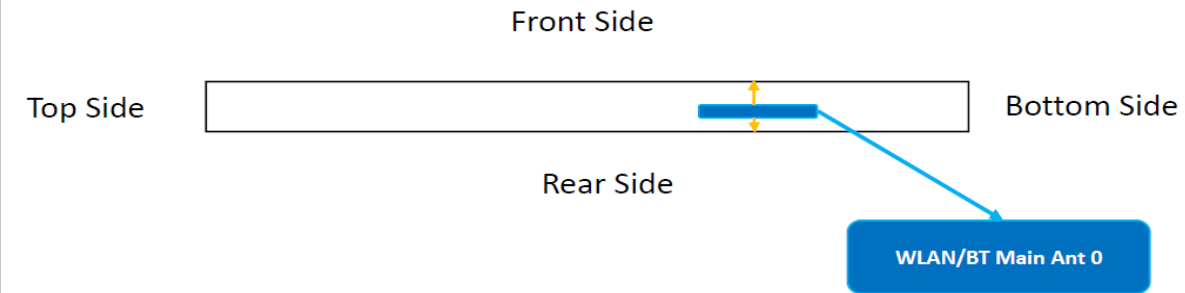 Front Side
Top Side
Bottom Side
Rear Side
WLAN/BT Main Ant 0